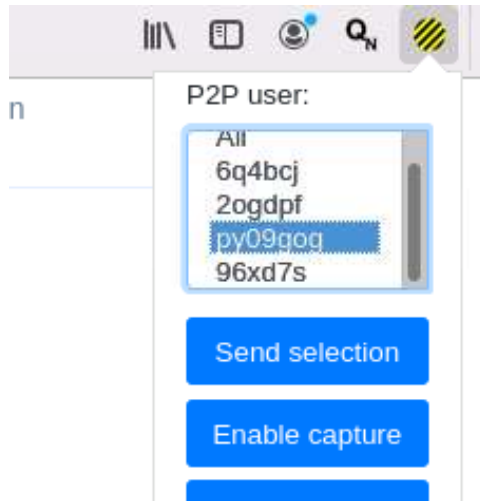 Q N
n
P2P user:
All
6q4bcj
2ogdpf
py09gog
96xd7s
Send selection
Enable capture